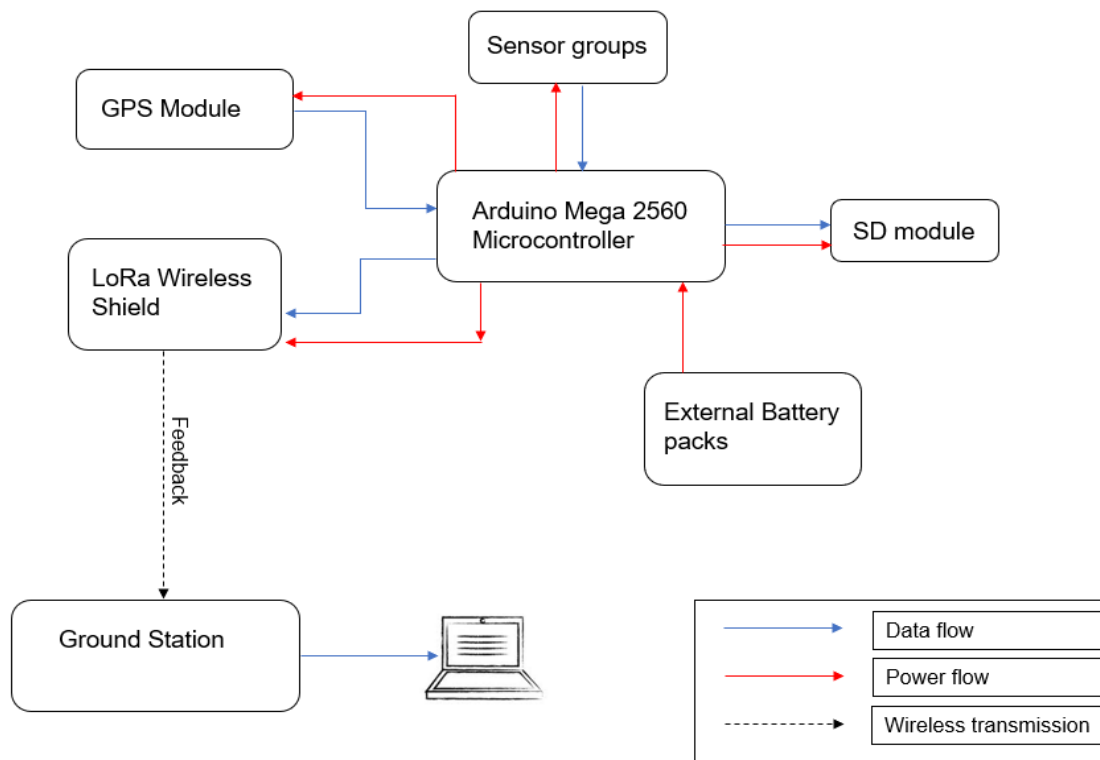 Sensor groups
GPS Module
Arduino Mega 2560
Microcontroller
SD module
LoRa Wireless
Shield
External Battery
packs
Feedback
Ground Station
Data flow
Power flow
Wireless transmission